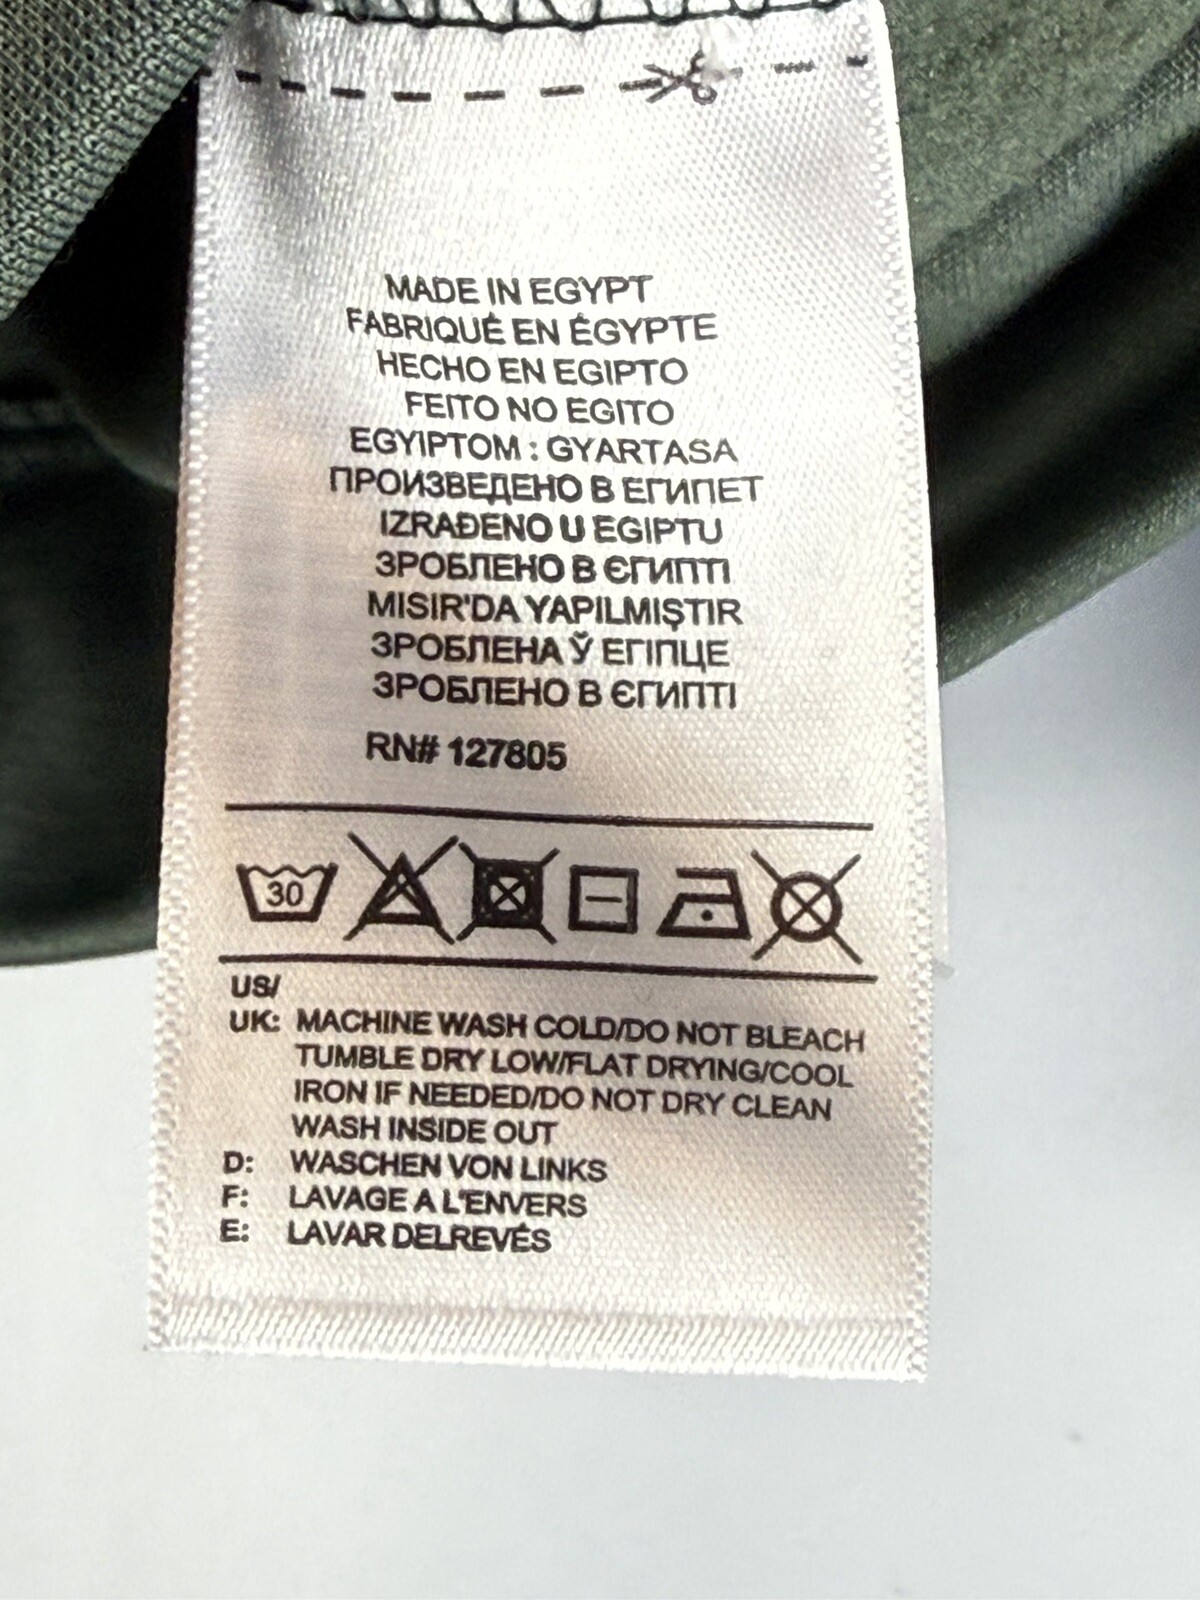 MADE IN EGYPT
FABRIQUÉ EN ÉGYPTE
HECHO EN EGIPTO
FEITO NO EGITO
EGYIPTOM : GYARTASA
ПРОИЗВЕДЕНО В ЕГИПЕТ
IZRAĐENO U EGIPTU
ЗРОБЛЕНО В ЄГИПТІ
MISIR'DA YAPILMIŞTIR
ЗРОБЛЕНА Ў ЕГІПЦЕ
ЗРОБЛЕНО В ЄГИПТІ
RN# 127805
30
US/
UK: MACHINE WASH COLD/DO NOT BLEACH
TUMBLE DRY LOW/FLAT DRYING/COOL
IRON IF NEEDED/DO NOT DRY CLEAN
WASH INSIDE OUT
D: WASCHEN VON LINKS
F: LAVAGE A L'ENVERS
E: LAVAR DELREVÉS